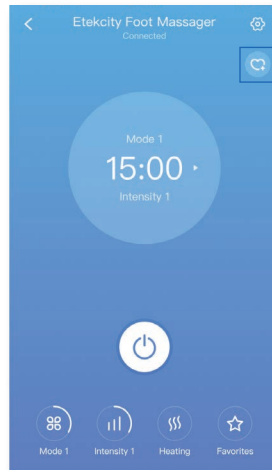 Etekcity Foot Massager
Connected
Mode 1
15:00
Intensity 1
Mode 1
Intensity 1
Heating
Favorites